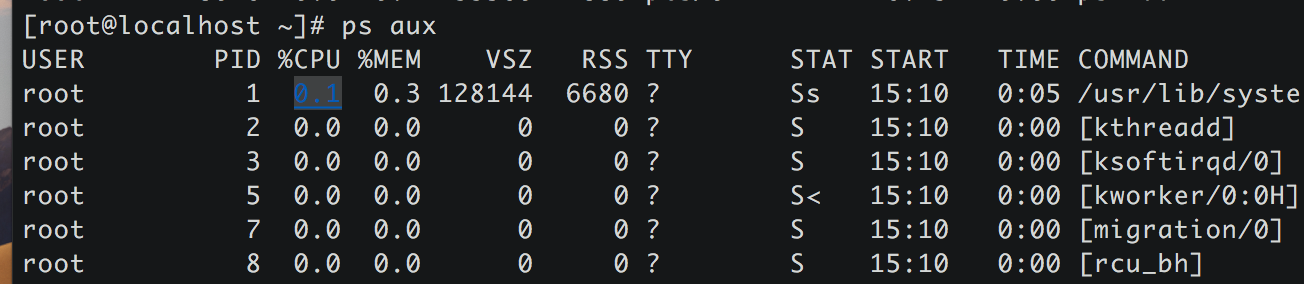 [root@localhost ~]# ps aux
USER PID %CPU %MEM VSZ RSS TTY STAT START TIME COMMAND
root 1 0.1 0.3 128144 6680 ? Ss 15:10 0:05 /usr/lib/syste
root 2 0.0 0.0 0 0 ? S 15:10 0:00 [kthreadd]
root 3 0.0 0.0 0 0 ? S 15:10 0:00 [ksoftirqd/0]
root 5 0.0 0.0 0 0 ? S< 15:10 0:00 [kworker/0:0H]
root 7 0.0 0.0 0 0 ? S 15:10 0:00 [migration/0]
root 8 0.0 0.0 0 0 ? S 15:10 0:00 [rcu_bh]